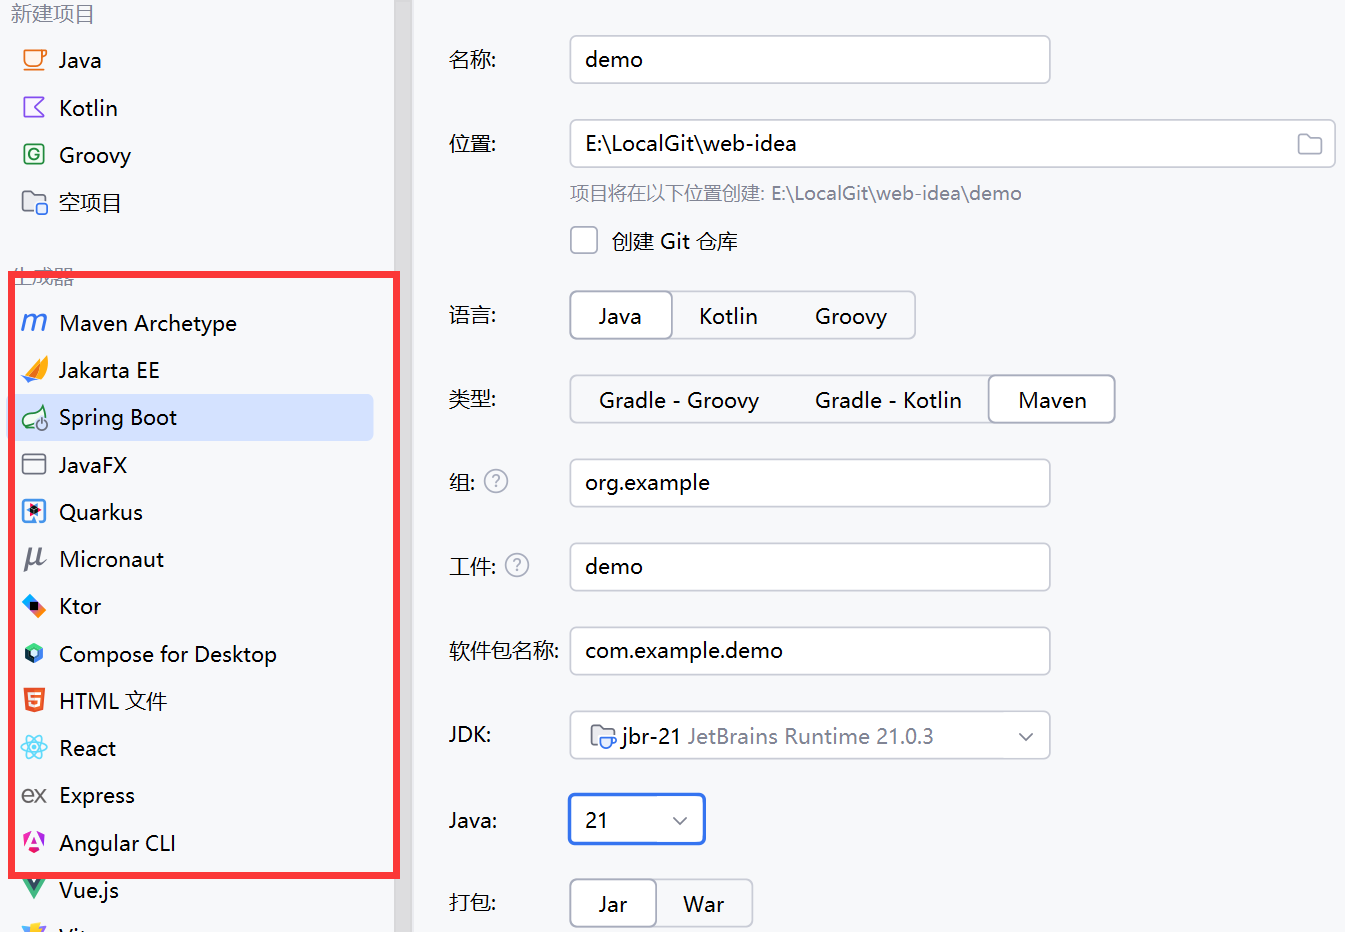 新建项目
Java
Kotlin
Groovy
空项目
生成器
Maven Archetype
Jakarta EE
Spring Boot
JavaFX
Quarkus
Micronaut
Ktor
Compose for Desktop
HTML 文件
React
ex Express
Angular CLI
Vue.js
名称: demo
位置: E:\LocalGit\web-idea
项目将在以下位置创建: E:\LocalGit\web-idea\demo
创建 Git 仓库
语言: Java Kotlin Groovy
类型: Gradle - Groovy Gradle - Kotlin Maven
组: ? org.example
工件: ? demo
软件包名称: com.example.demo
JDK: jbr-21 JetBrains Runtime 21.0.3
Java: 21
打包: Jar War